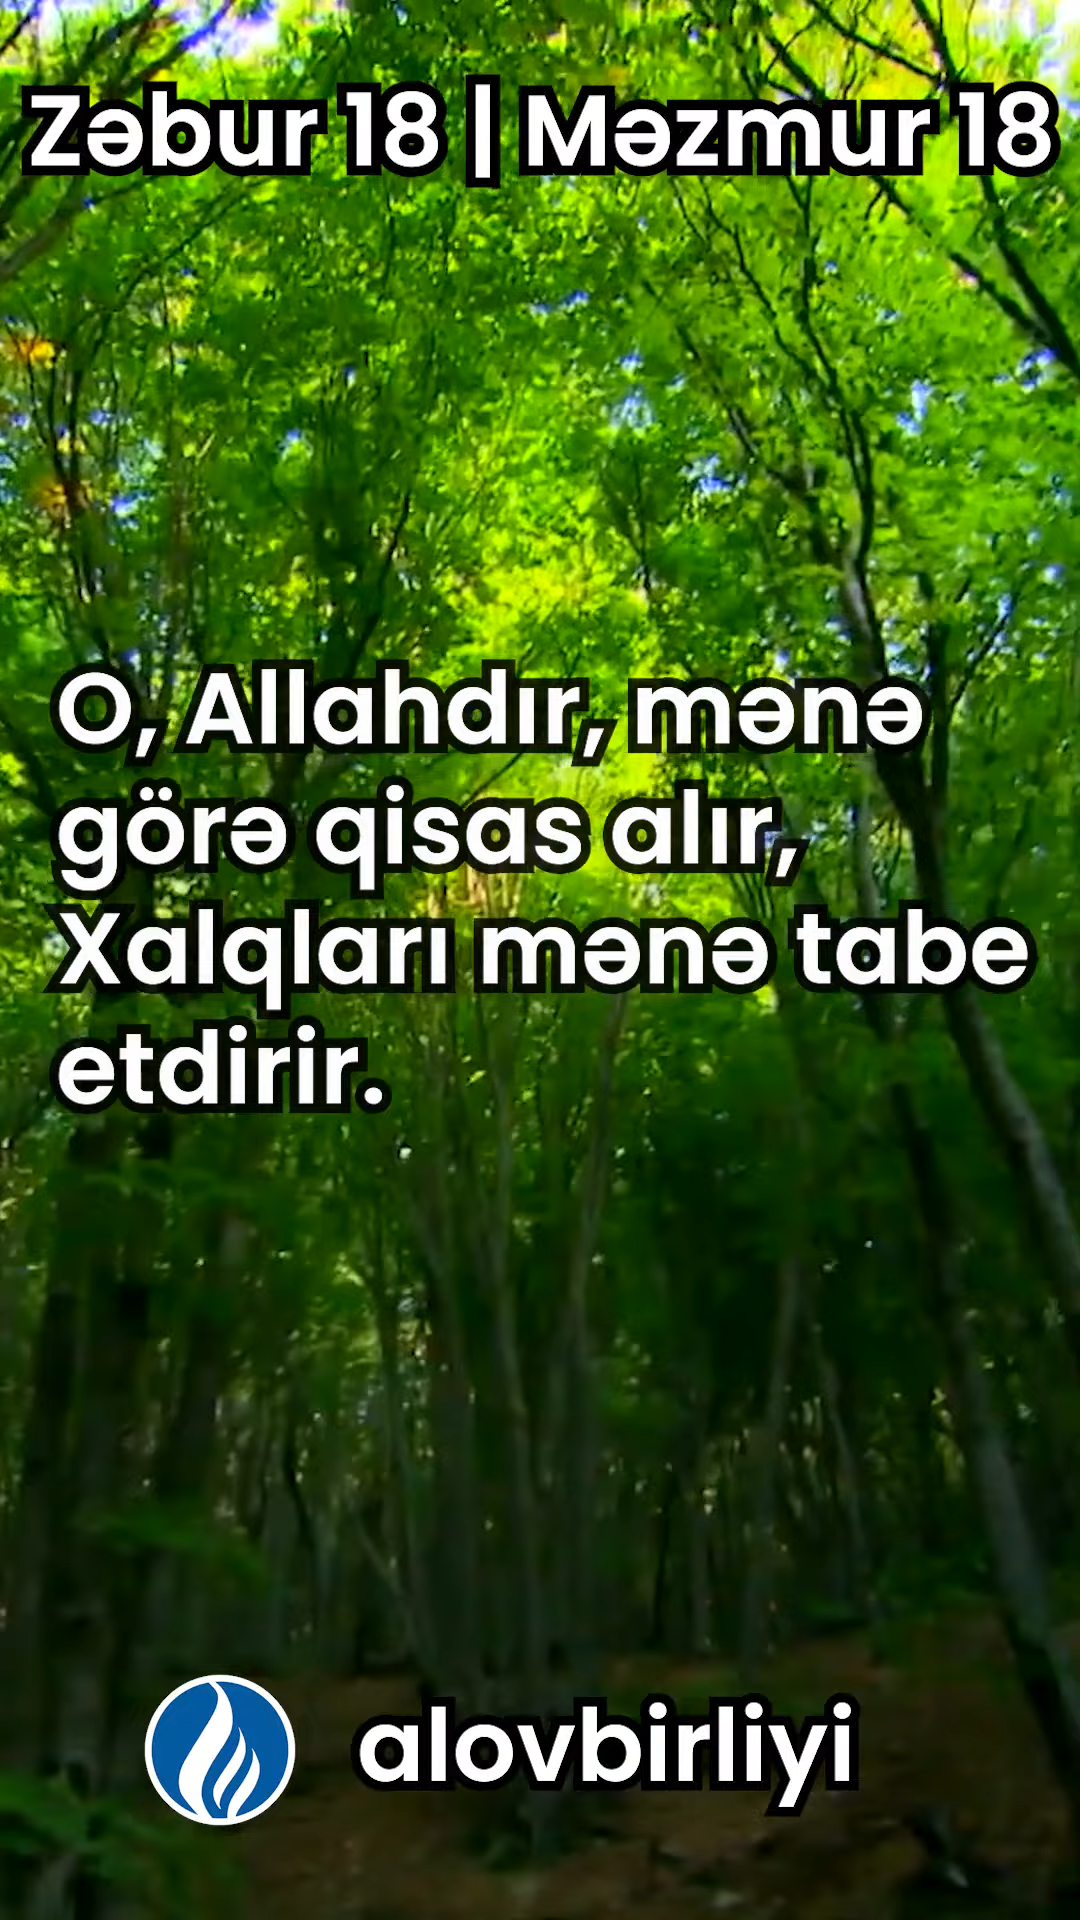 Zəbur 18 | Məzmur 18
O, Allahdır, mənə
görə qisas alır,
Xalqları mənə tabe
etdirir.
alovbirliyi